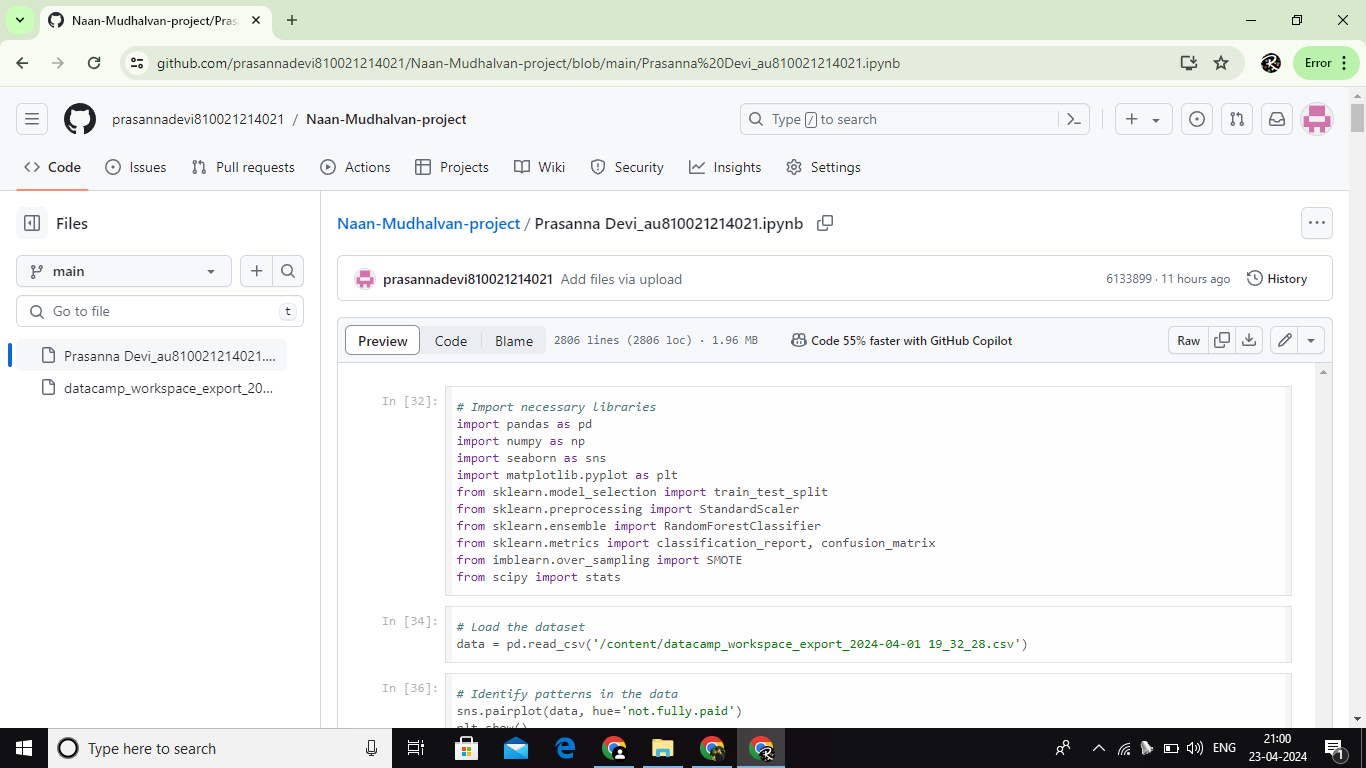 Naan-Mudhalvan-project/Pras
github.com/prasannadevi810021214021/Naan-Mudhalvan-project/blob/main/Prasanna%20Devi_au810021214021.ipynb
Error
prasannadevi810021214021 / Naan-Mudhalvan-project
Type / to search
Code Issues Pull requests Actions Projects Wiki Security Insights Settings
Files
Naan-Mudhalvan-project / Prasanna Devi_au810021214021.ipynb
main
prasannadevi810021214021 Add files via upload
6133899 · 11 hours ago History
Go to file t
Prasanna Devi_au810021214021....
datacamp_workspace_export_20...
Preview Code Blame 2806 lines (2806 loc) · 1.96 MB Code 55% faster with GitHub Copilot Raw
In [32]:
# Import necessary libraries
import pandas as pd
import numpy as np
import seaborn as sns
import matplotlib.pyplot as plt
from sklearn.model_selection import train_test_split
from sklearn.preprocessing import StandardScaler
from sklearn.ensemble import RandomForestClassifier
from sklearn.metrics import classification_report, confusion_matrix
from imblearn.over_sampling import SMOTE
from scipy import stats
In [34]:
# Load the dataset
data = pd.read_csv('/content/datacamp_workspace_export_2024-04-01 19_32_28.csv')
In [36]:
# Identify patterns in the data
sns.pairplot(data, hue='not.fully.paid')
plt.show()
Type here to search
ENG
21:00
23-04-2024
1